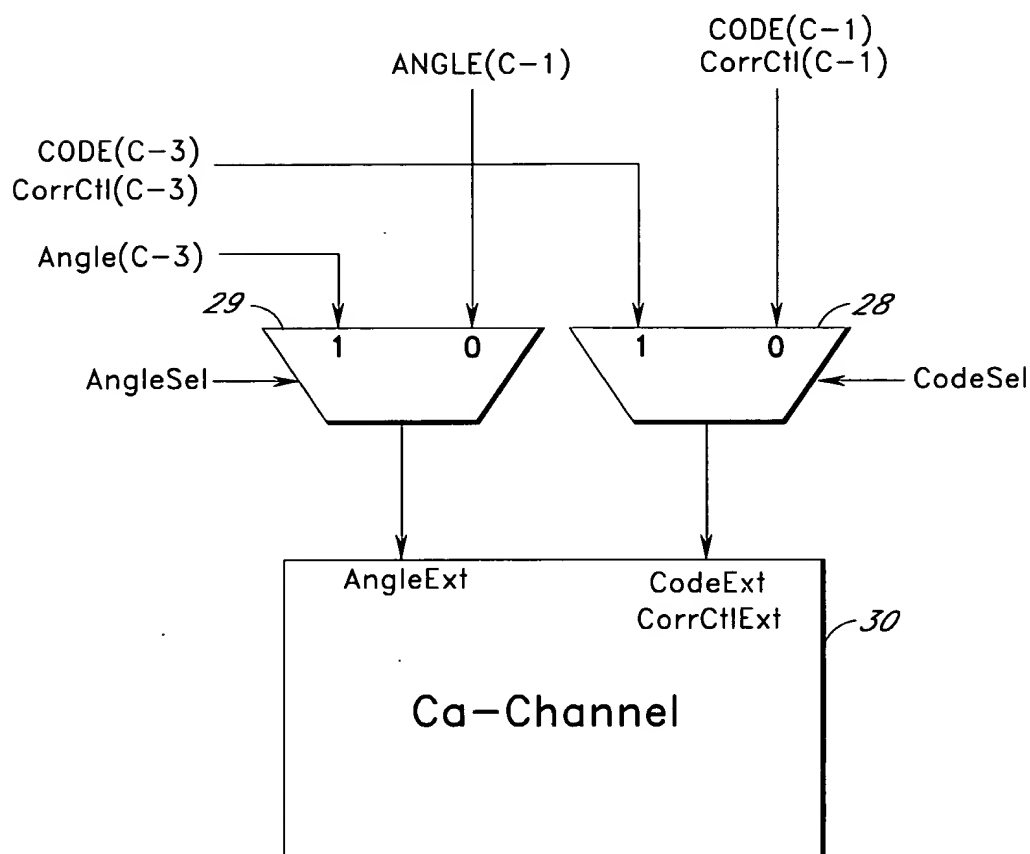 CODE(C-1)
CorrCtl(C-1)
ANGLE(C-1)
CODE(C-3)
CorrCtl(C-3)
Angle(C-3)
29
28
1
0
1
0
AngleSel
CodeSel
AngleExt
CodeExt
CorrCtlExt
30
Ca-Channel